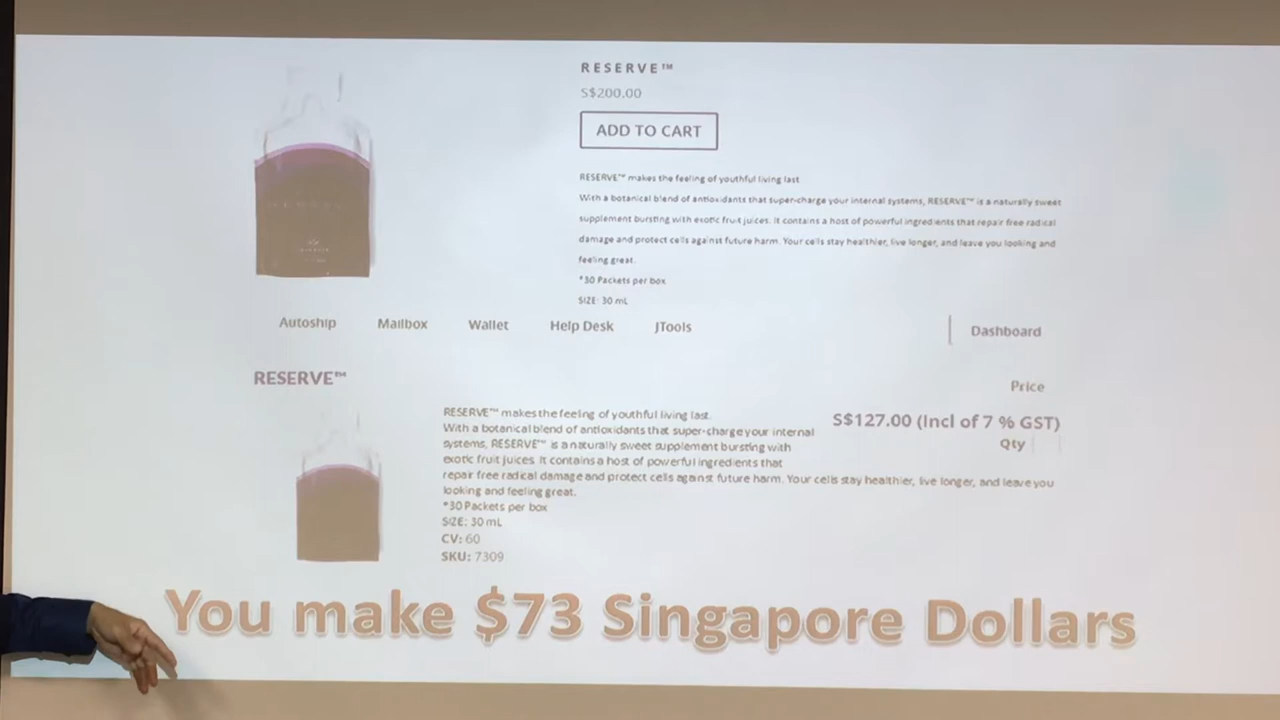 RESERVE™
S$200.00
ADD TO CART
RESERVE™ makes the feeling of youthful living last
With a botanical blend of antioxidants that super-charge your internal systems, RESERVE™ is a naturally sweet
supplement bursting with exotic fruit juices. It contains a host of powerful ingredients that repair free radical
damage and protect cells against future harm. Your cells stay healthier, live longer, and leave you looking and
feeling great.
*30 Packets per box
SIZE: 30 mL
Autoship Mailbox Wallet Help Desk JTools Dashboard
RESERVE™
Price
RESERVE™ makes the feeling of youthful living last.
S$127.00 (Incl of 7 % GST)
With a botanical blend of antioxidants that super-charge your internal
Qty
systems, RESERVE™ is a naturally sweet supplement bursting with
exotic fruit juices. It contains a host of powerful ingredients that
repair free radical damage and protect cells against future harm. Your cells stay healthier, live longer, and leave you
looking and feeling great.
*30 Packets per box
SIZE: 30 mL
CV: 60
SKU: 7309
You make $73 Singapore Dollars